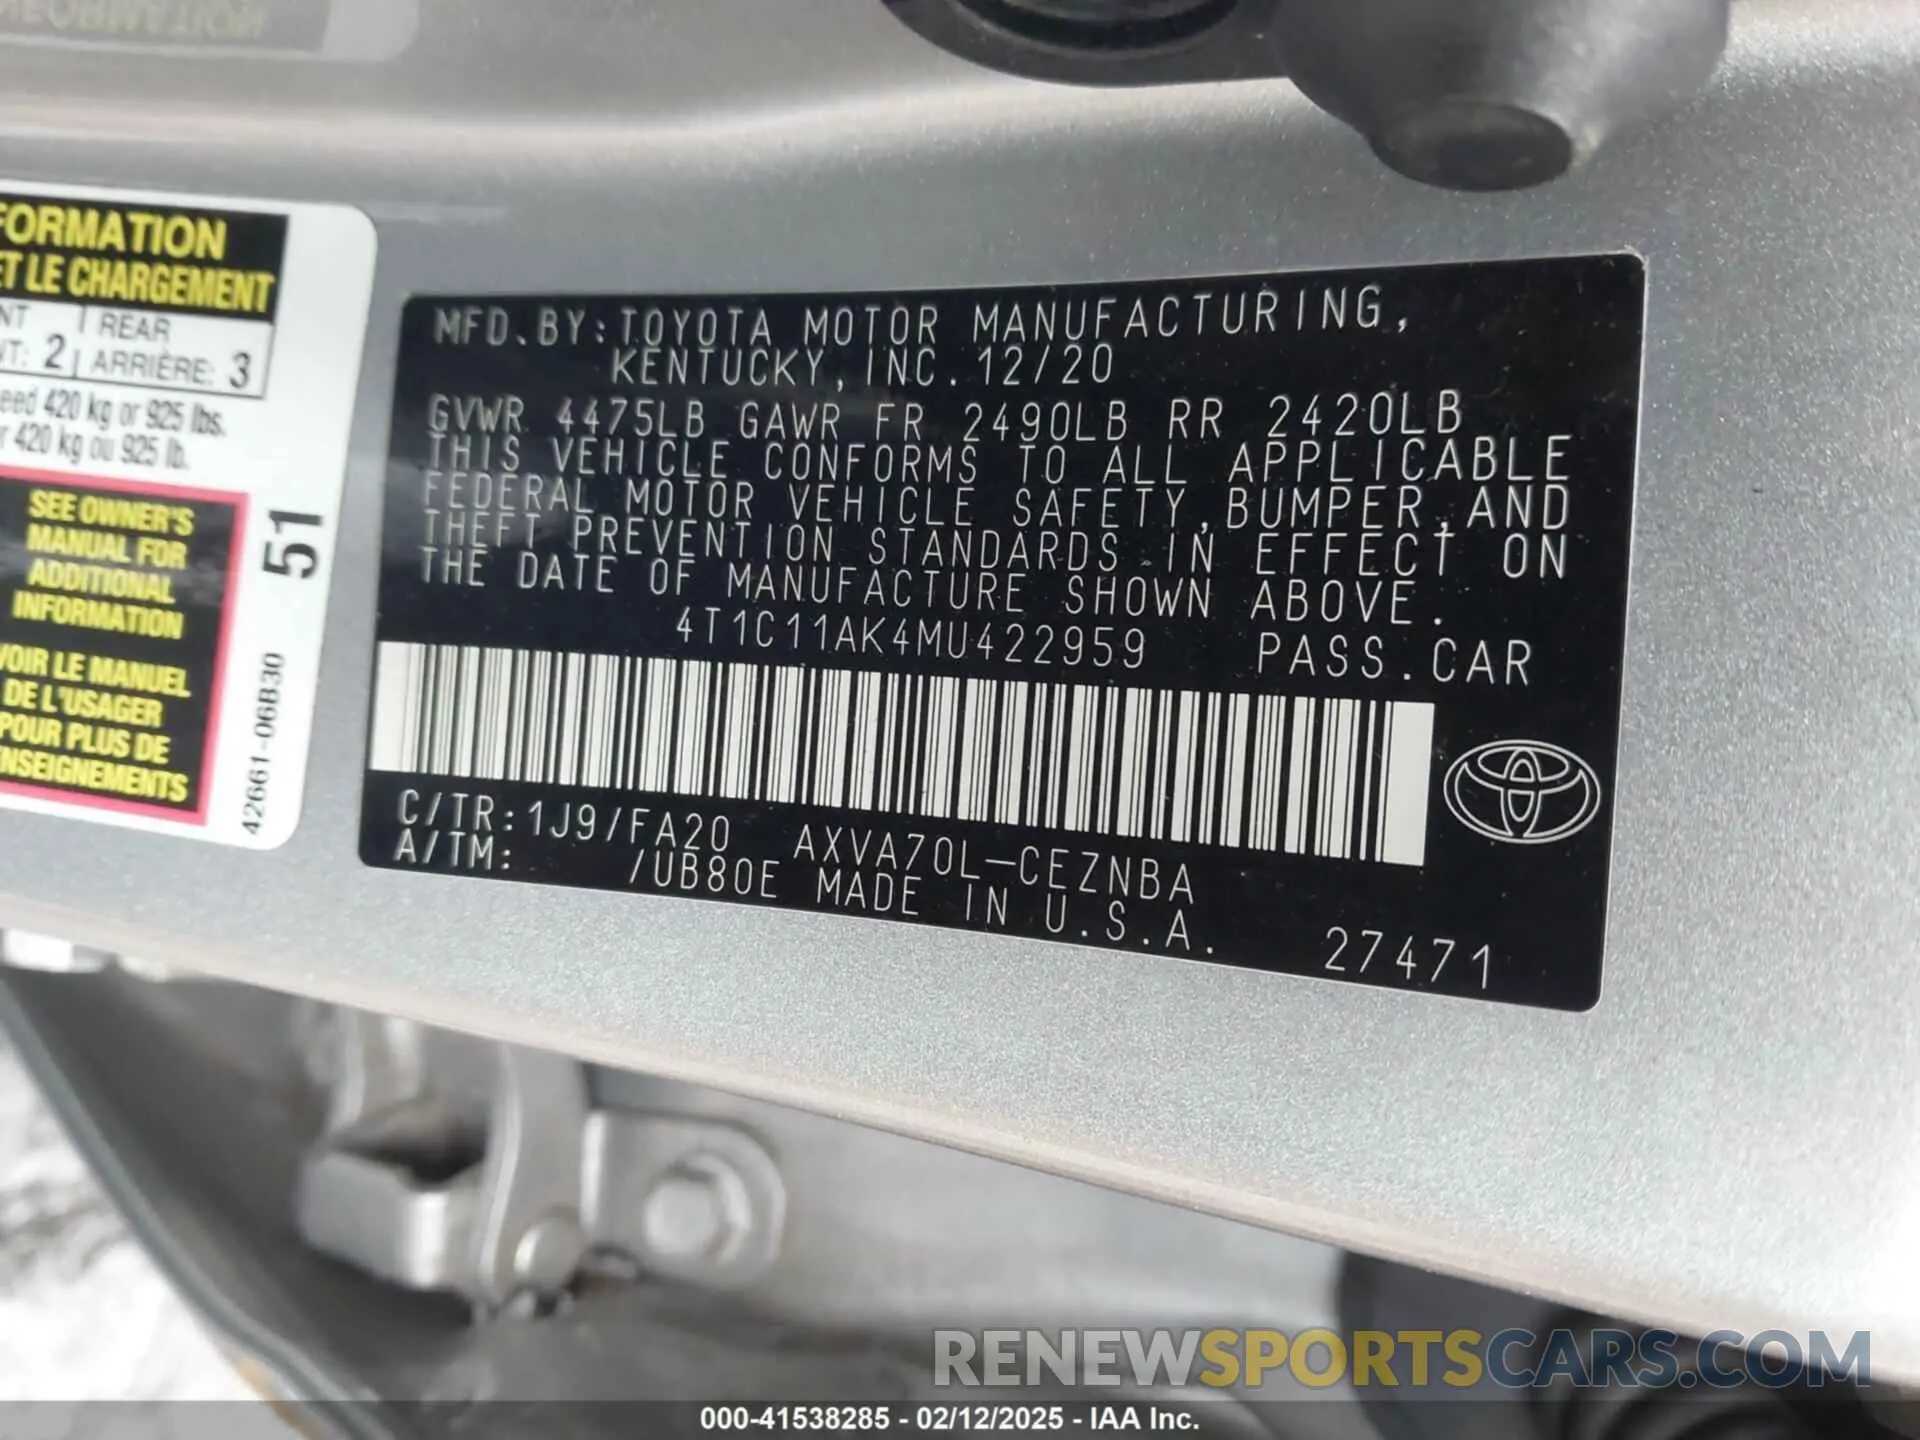 FORMATION
ET LE CHARGEMENT
NT REAR
NT: 2 ARRIÈRE: 3
eed 420 kg or 925 lbs.
r 420 kg ou 925 lb.
SEE OWNER'S
MANUAL FOR
ADDITIONAL
INFORMATION
VOIR LE MANUEL
DE L'USAGER
POUR PLUS DE
NSEIGNEMENTS
51
42661-06B30
MFD.BY:TOYOTA MOTOR MANUFACTURING,
KENTUCKY,INC.12/20
GVWR 4475LB GAWR FR 2490LB RR 2420LB
THIS VEHICLE CONFORMS TO ALL APPLICABLE
FEDERAL MOTOR VEHICLE SAFETY,BUMPER,AND
THEFT PREVENTION STANDARDS IN EFFECT ON
THE DATE OF MANUFACTURE SHOWN ABOVE.
4T1C11AK4MU422959 PASS.CAR
C/TR:1J9/FA20 AXVA70L-CEZNBA
A/TM: /UB80E MADE IN U.S.A.
27471
RENEWSPORTSCARS.COM
000-41538285 - 02/12/2025 - IAA Inc.